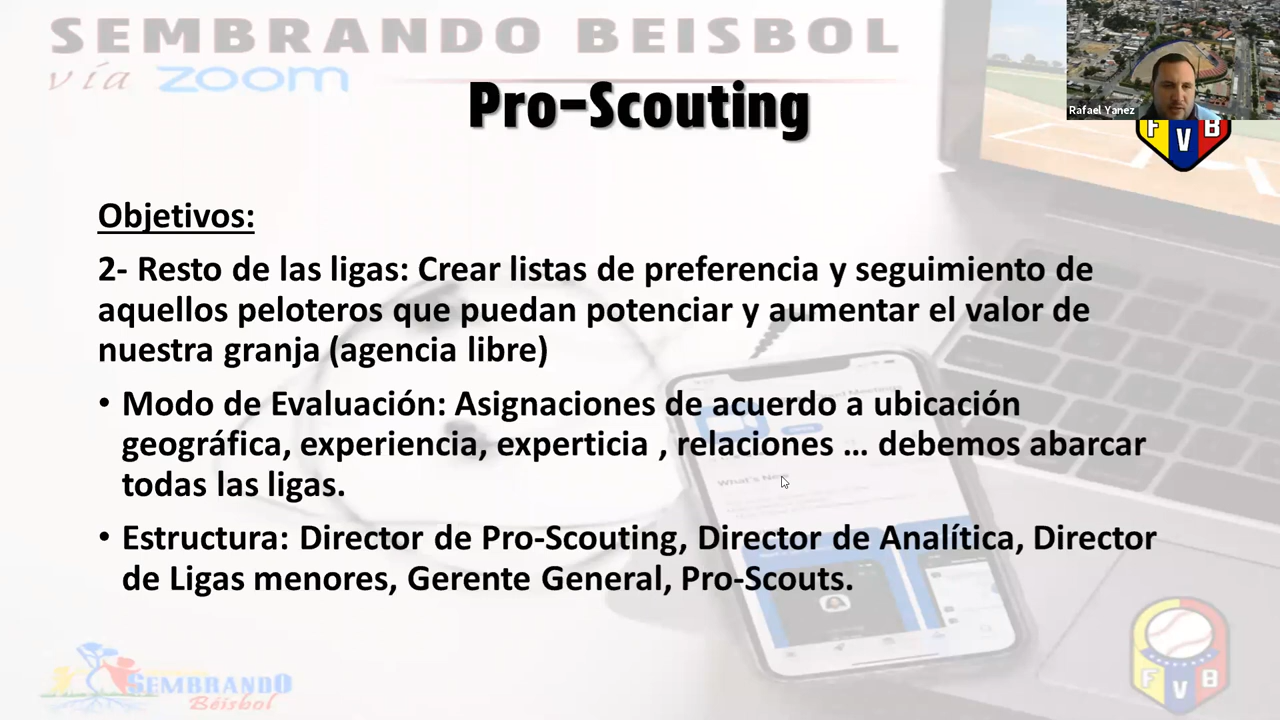 SEMBRANDO BEISBOL
vía zoom
Pro-Scouting
Rafael Yanez
F V B
Objetivos:
2- Resto de las ligas: Crear listas de preferencia y seguimiento de
aquellos peloteros que puedan potenciar y aumentar el valor de
nuestra granja (agencia libre)
• Modo de Evaluación: Asignaciones de acuerdo a ubicación
geográfica, experiencia, experticia , relaciones ... debemos abarcar
todas las ligas.
What's New
• Estructura: Director de Pro-Scouting, Director de Analítica, Director
de Ligas menores, Gerente General, Pro-Scouts.
SEMBRANDO
Béisbol
F V B